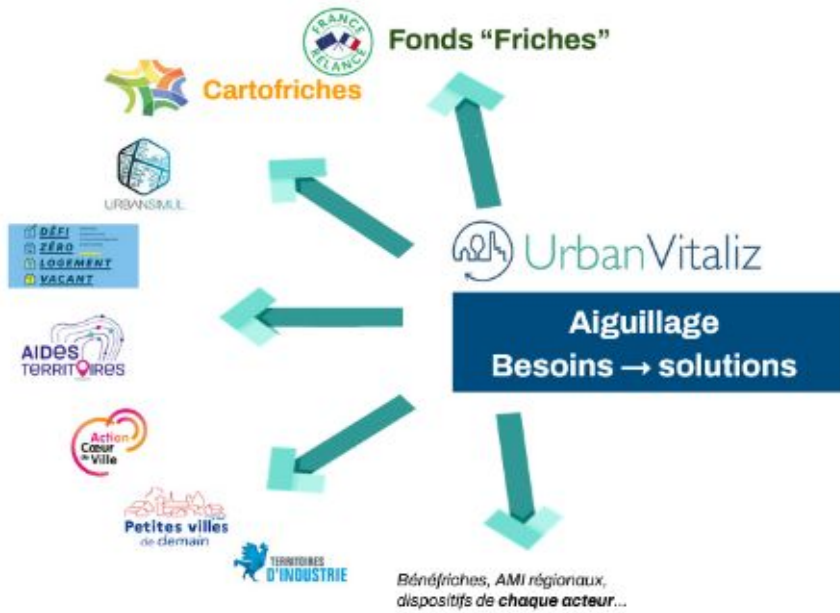 FRANCE
RELANCE
Fonds “Friches”
Cartofriches
URBANSIMUL
DÉFI
ZÉRO
LOGEMENT
VACANT
UrbanVitaliz
Aiguillage
Besoins → solutions
AIDES
TERRITOIRES
Action
Cœur
de Ville
Petites villes
de demain
TERRITOIRES
D'INDUSTRIE
Bénéfriches, AMI régionaux,
dispositifs de chaque acteur...